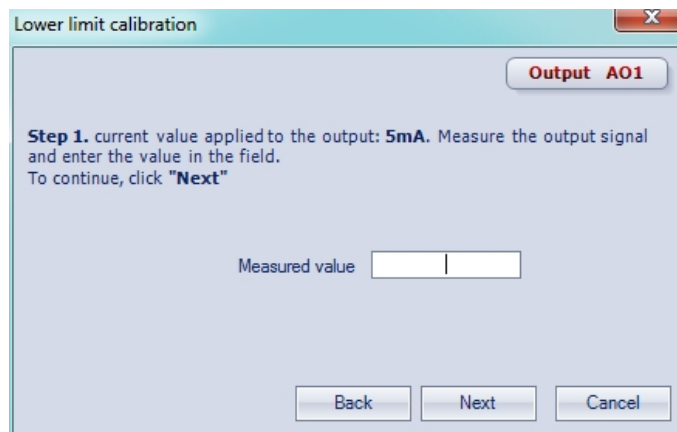 Lower limit calibration
x
Output AO1
Step 1. current value applied to the output: 5mA. Measure the output signal
and enter the value in the field.
To continue, click "Next"
Measured value
Back Next Cancel